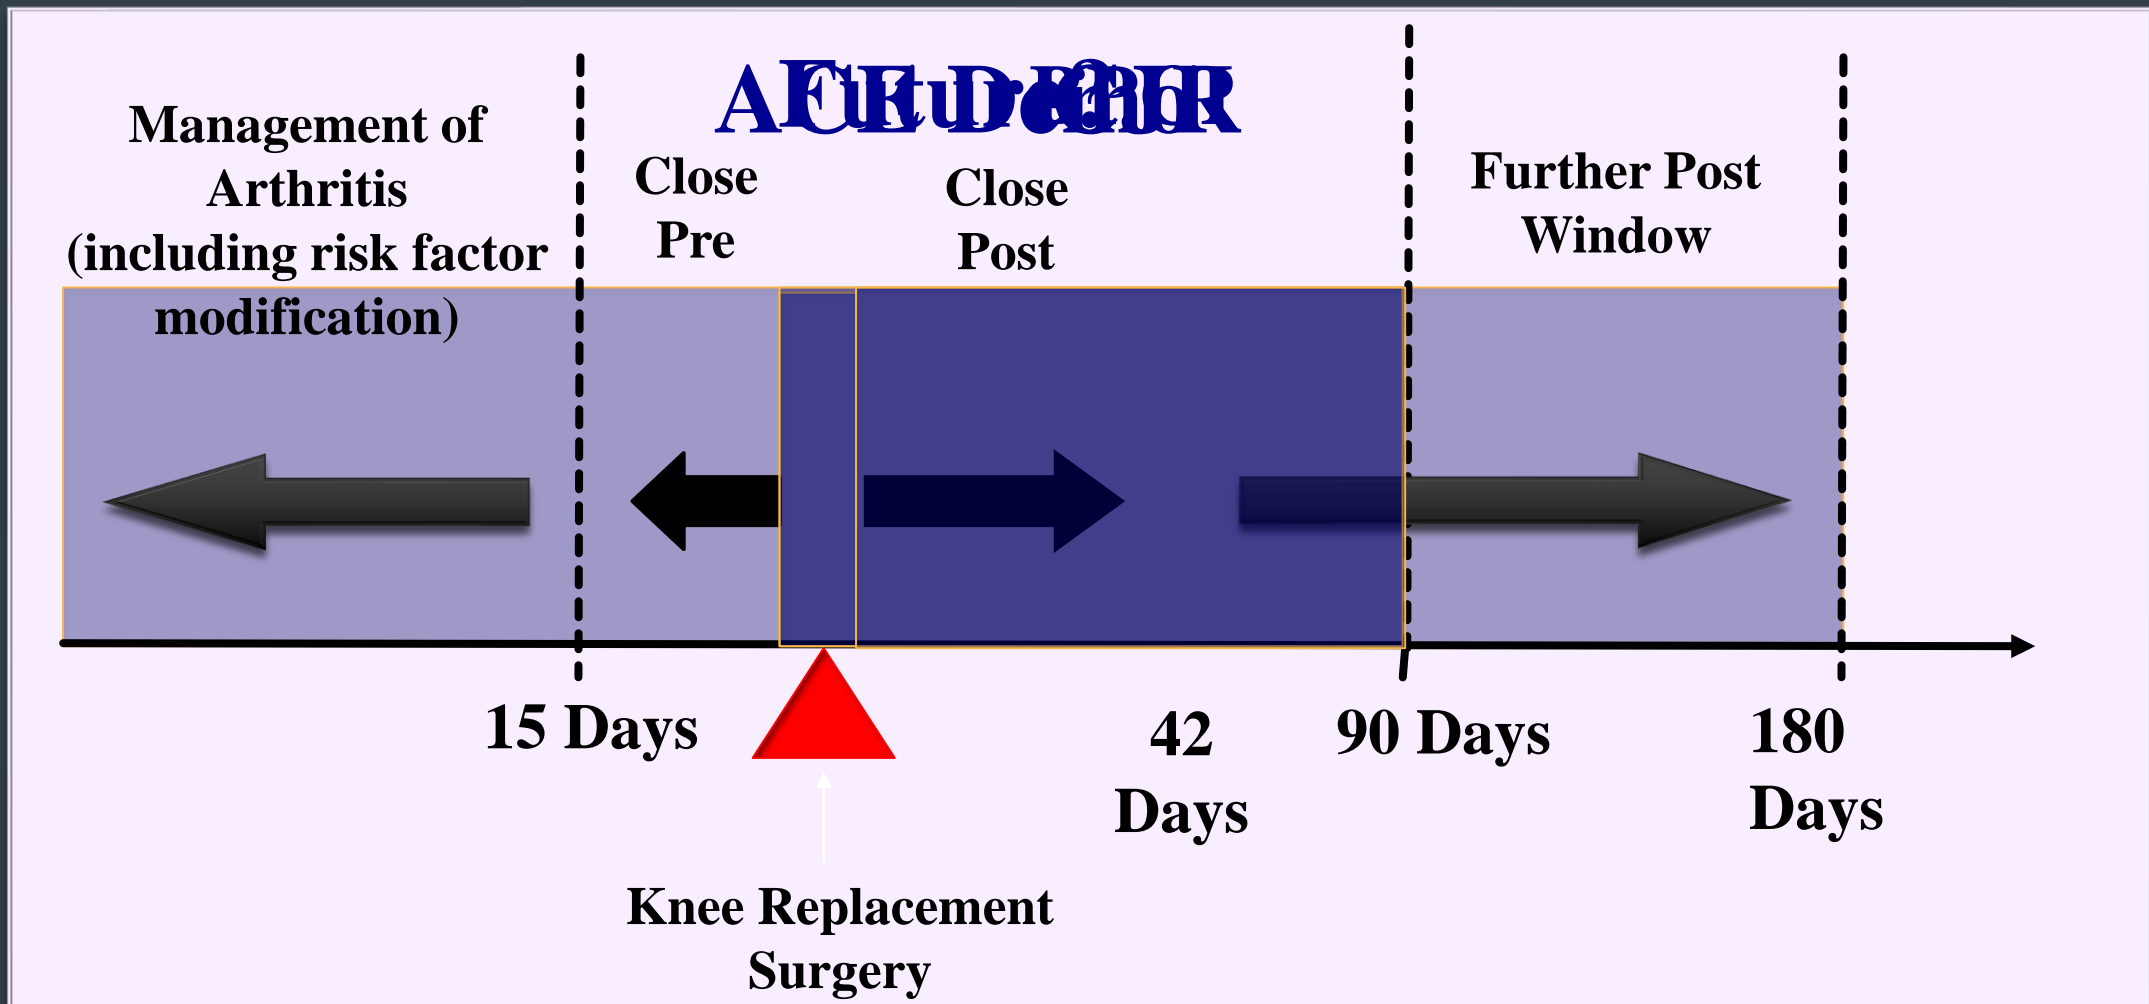 Management of
Arthritis
(including risk factor
modification)
Close
Pre
Close
Post
Further Post
Window
15 Days
42
Days
90 Days
180
Days
Knee Replacement
Surgery